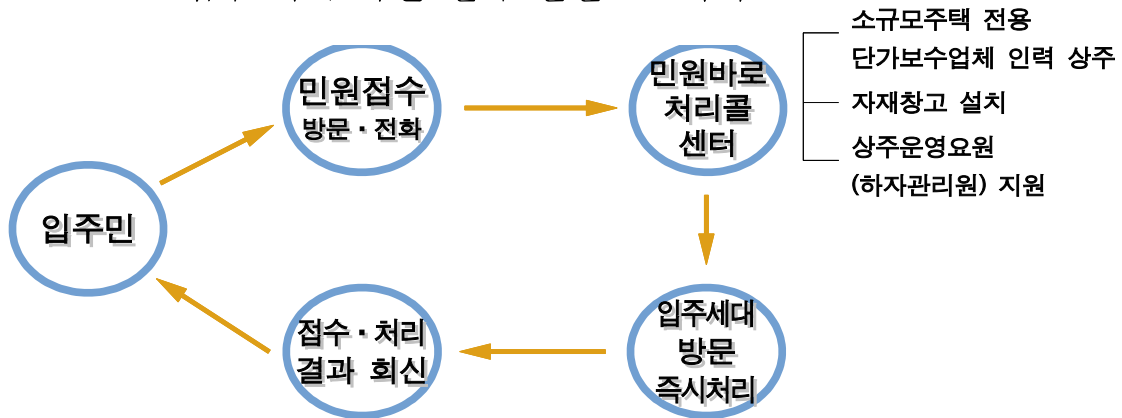 소규모주택 전용
단가보수업체 인력 상주
자재창고 설치
상주운영요원
(하자관리원) 지원
민원접수
방문·전화
민원바로
처리콜
센터
입주민
접수·처리
결과 회신
입주세대
방문
즉시처리